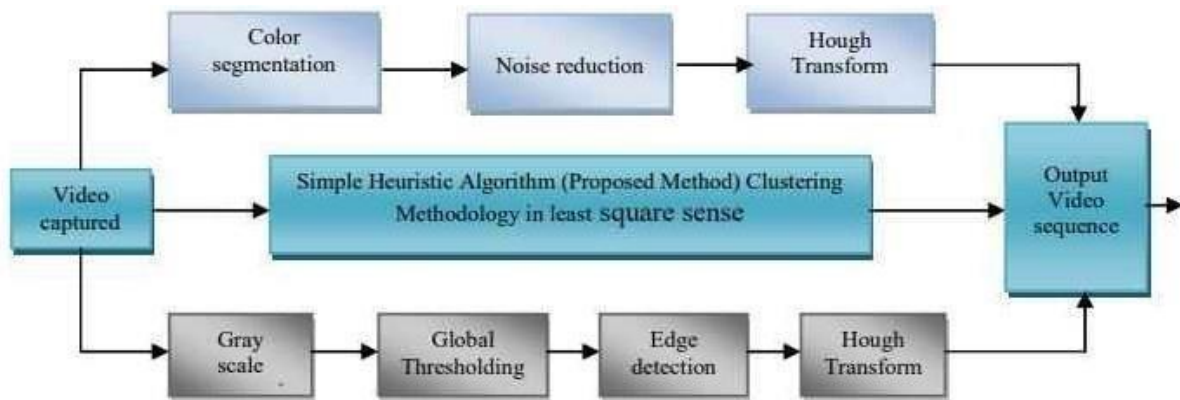 Color
segmentation
Noise reduction
Hough
Transform
Video
captured
Simple Heuristic Algorithm (Proposed Method) Clustering
Methodology in least square sense
Output
Video
sequence
Gray
scale
Global
Thresholding
Edge
detection
Hough
Transform